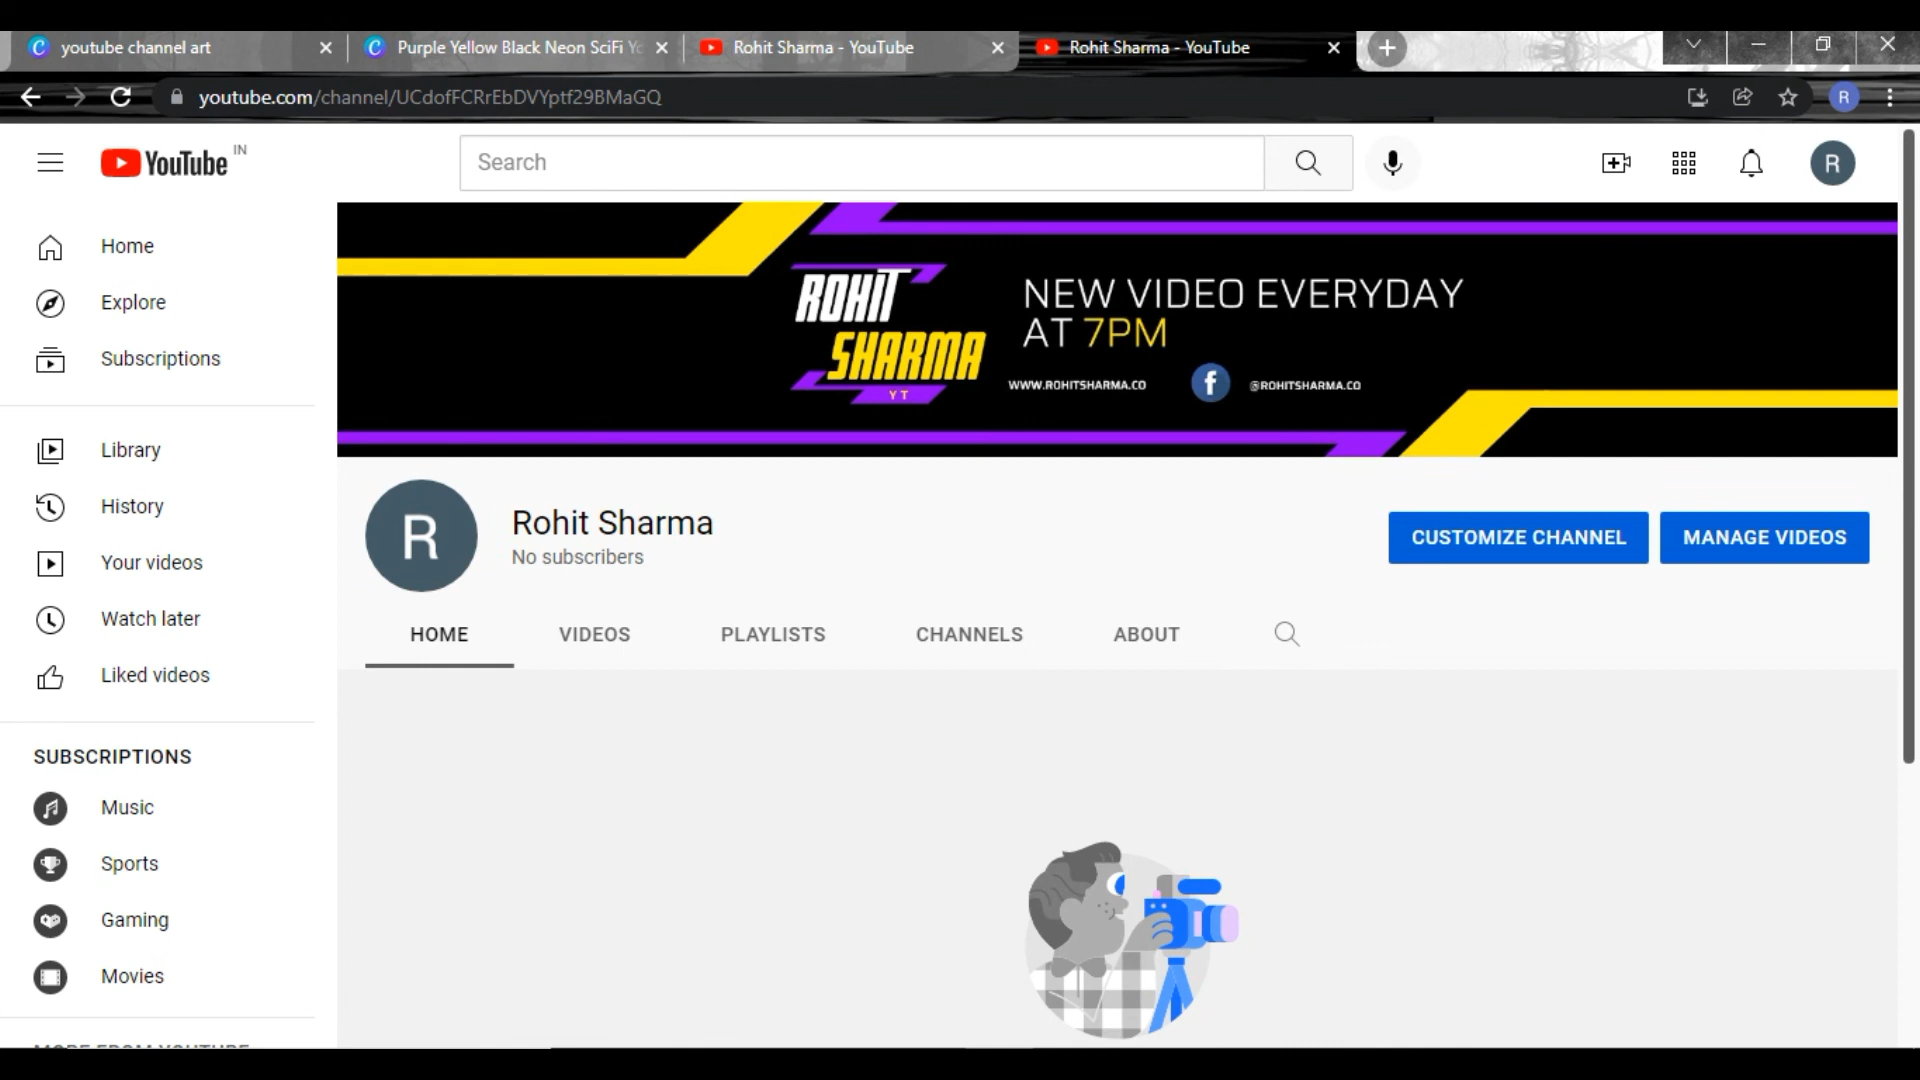 youtube channel art
Purple Yellow Black Neon SciFi Yo
Rohit Sharma - YouTube
Rohit Sharma - YouTube
youtube.com/channel/UCdofFCRrEbDVYptf29BMaGQ
R
YouTube IN
Search
R
Home
Explore
Subscriptions
Library
History
Your videos
Watch later
Liked videos
SUBSCRIPTIONS
Music
Sports
Gaming
Movies
MORE FROM YOUTUBE
ROHIT
SHARMA
YT
NEW VIDEO EVERYDAY
AT 7PM
WWW.ROHITSHARMA.CO
f
@ROHITSHARMA.CO
R
Rohit Sharma
No subscribers
CUSTOMIZE CHANNEL
MANAGE VIDEOS
HOME
VIDEOS
PLAYLISTS
CHANNELS
ABOUT